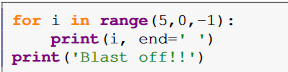 for i in range(5,0,-1):
    print(i, end=' ')
print('Blast off!!')